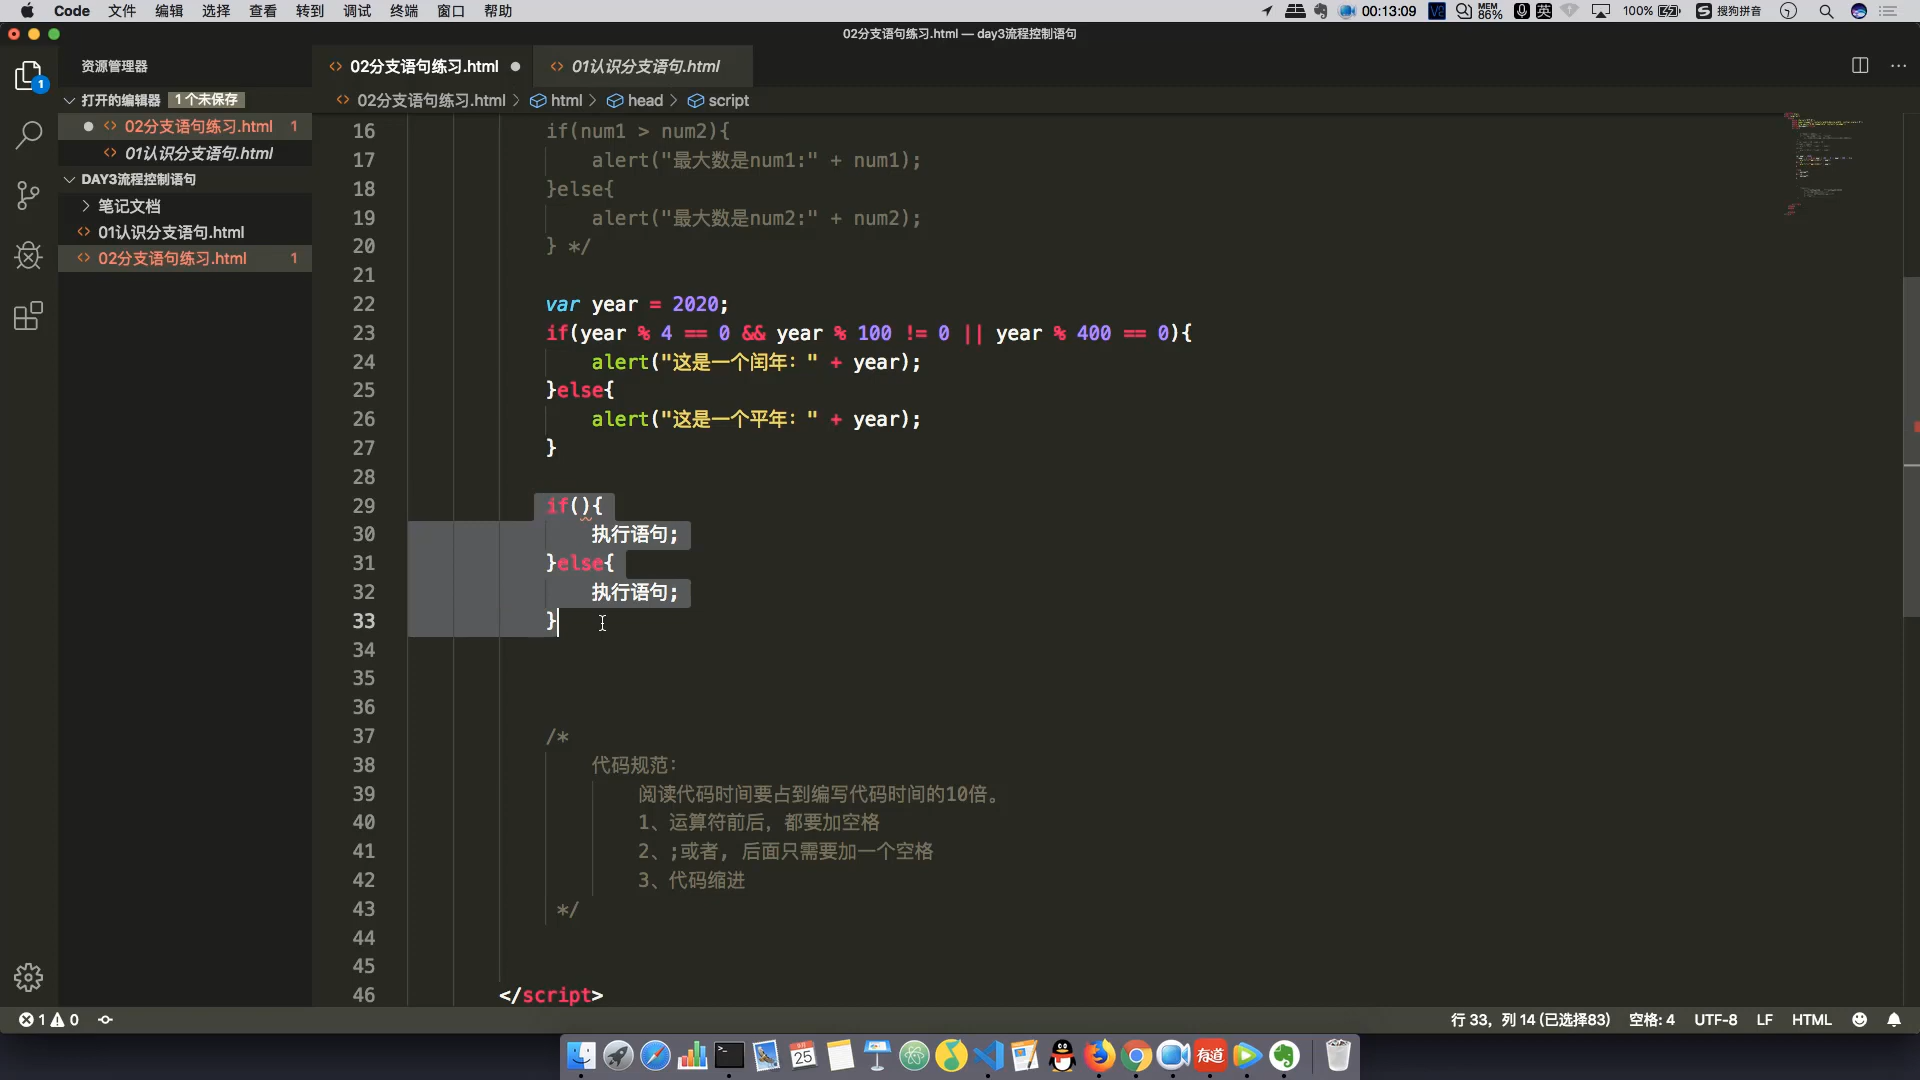 Code 文件 编辑 选择 查看 转到 调试 终端 窗口 帮助 00:13:09 MEM 86% 英 100% 搜狗拼音
02分支语句练习.html — day3流程控制语句
资源管理器
打开的编辑器 1 个未保存
02分支语句练习.html 1
01认识分支语句.html
DAY3流程控制语句
笔记文档
01认识分支语句.html
02分支语句练习.html 1
1
02分支语句练习.html 01认识分支语句.html
02分支语句练习.html > html > head > script
16 if(num1 > num2){
17 alert("最大数是num1:" + num1);
18 }else{
19 alert("最大数是num2:" + num2);
20 } */
21
22 var year = 2020;
23 if(year % 4 == 0 && year % 100 != 0 || year % 400 == 0){
24 alert("这是一个闰年：" + year);
25 }else{
26 alert("这是一个平年：" + year);
27 }
28
29 if(){
30 执行语句;
31 }else{
32 执行语句;
33 }
34
35
36
37 /*
38 代码规范：
39 阅读代码时间要占到编写代码时间的10倍。
40 1、运算符前后，都要加空格
41 2、;或者, 后面只需要加一个空格
42 3、代码缩进
43 */
44
45
46 </script>
1 0 行 33，列 14 (已选择83) 空格: 4 UTF-8 LF HTML
25 有道